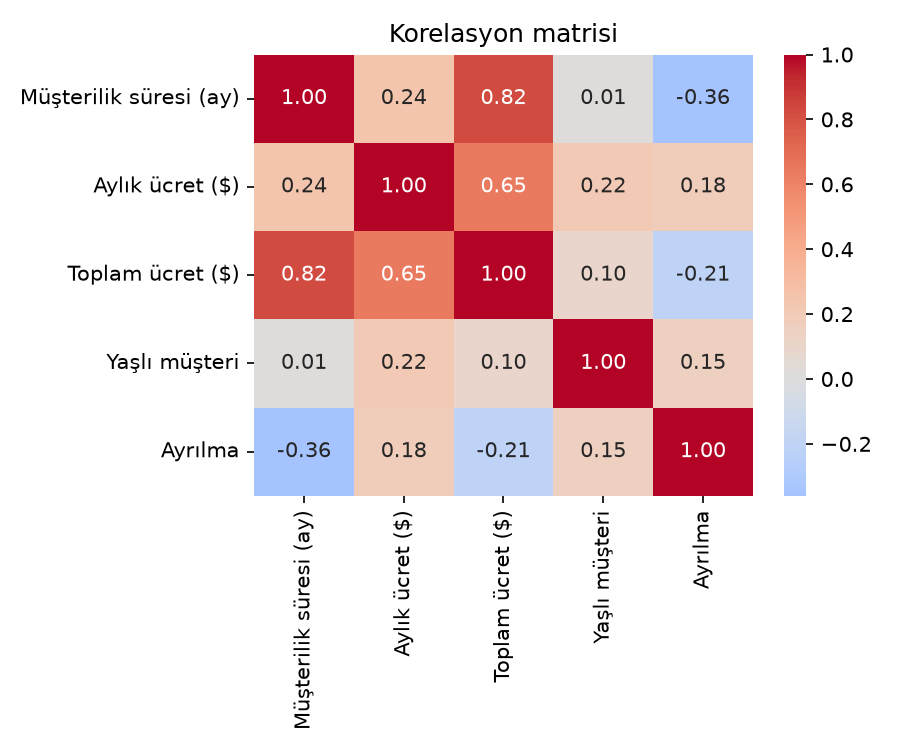 Korelasyon matrisi
Müşterilik süresi (ay) 1.00 0.24 0.82 0.01 -0.36
Aylık ücret ($) 0.24 1.00 0.65 0.22 0.18
Toplam ücret ($) 0.82 0.65 1.00 0.10 -0.21
Yaşlı müşteri 0.01 0.22 0.10 1.00 0.15
Ayrılma -0.36 0.18 -0.21 0.15 1.00
Müşterilik süresi (ay)
Aylık ücret ($)
Toplam ücret ($)
Yaşlı müşteri
Ayrılma
1.0
0.8
0.6
0.4
0.2
0.0
−0.2